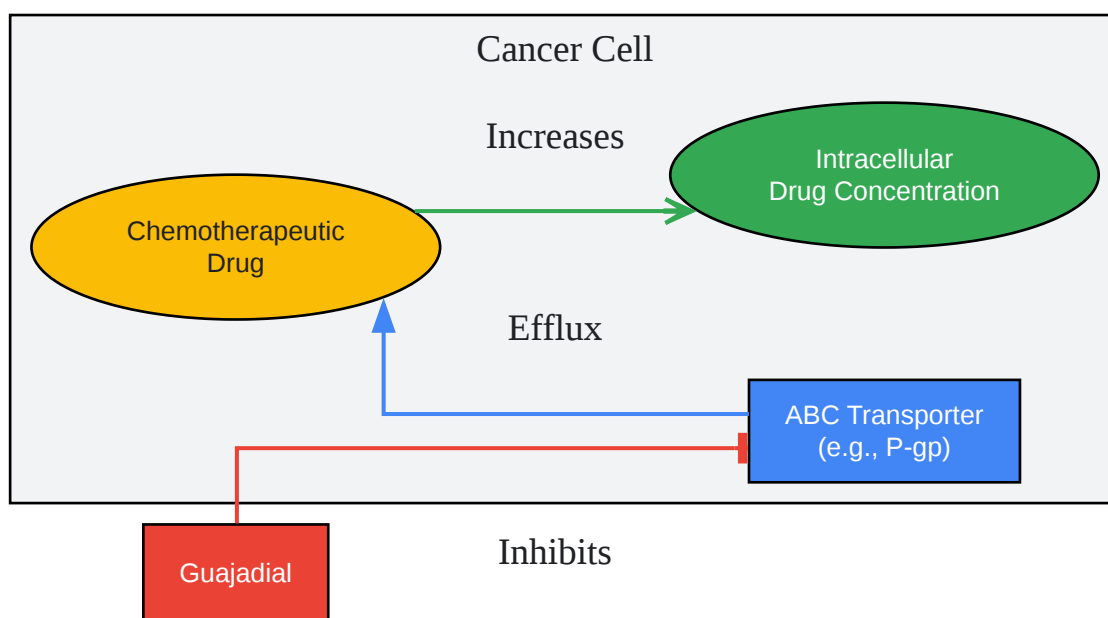 Cancer Cell
Increases
Intracellular
Drug Concentration
Chemotherapeutic
Drug
Efflux
ABC Transporter
(e.g., P-gp)
Inhibits
Guajadial